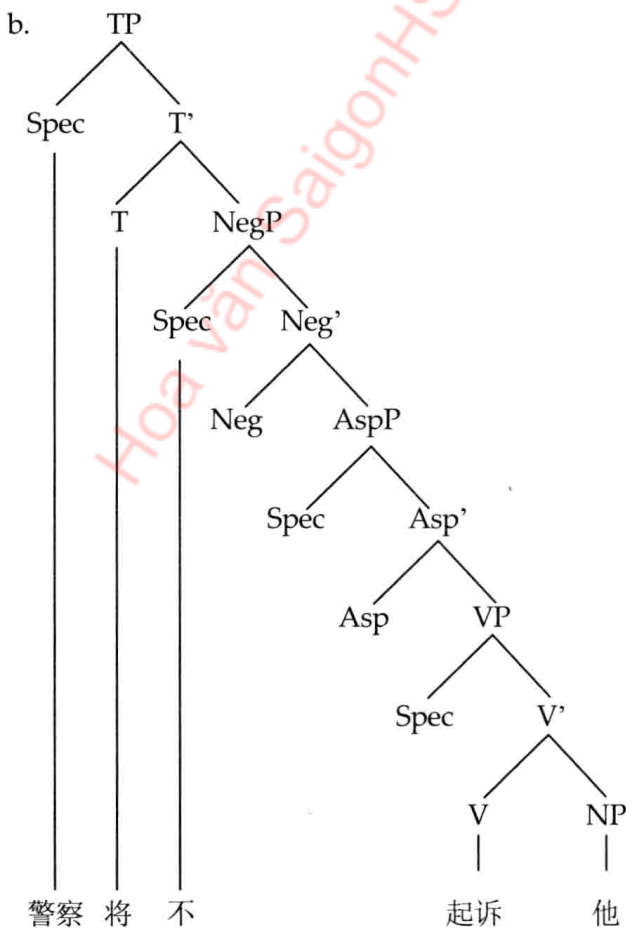 b. TP
Spec T’
T NegP
Spec Neg’
Neg AspP
Spec Asp’
Asp VP
Spec V’
V NP
警察 将 不 起诉 他
Hoa văn SaigonHS